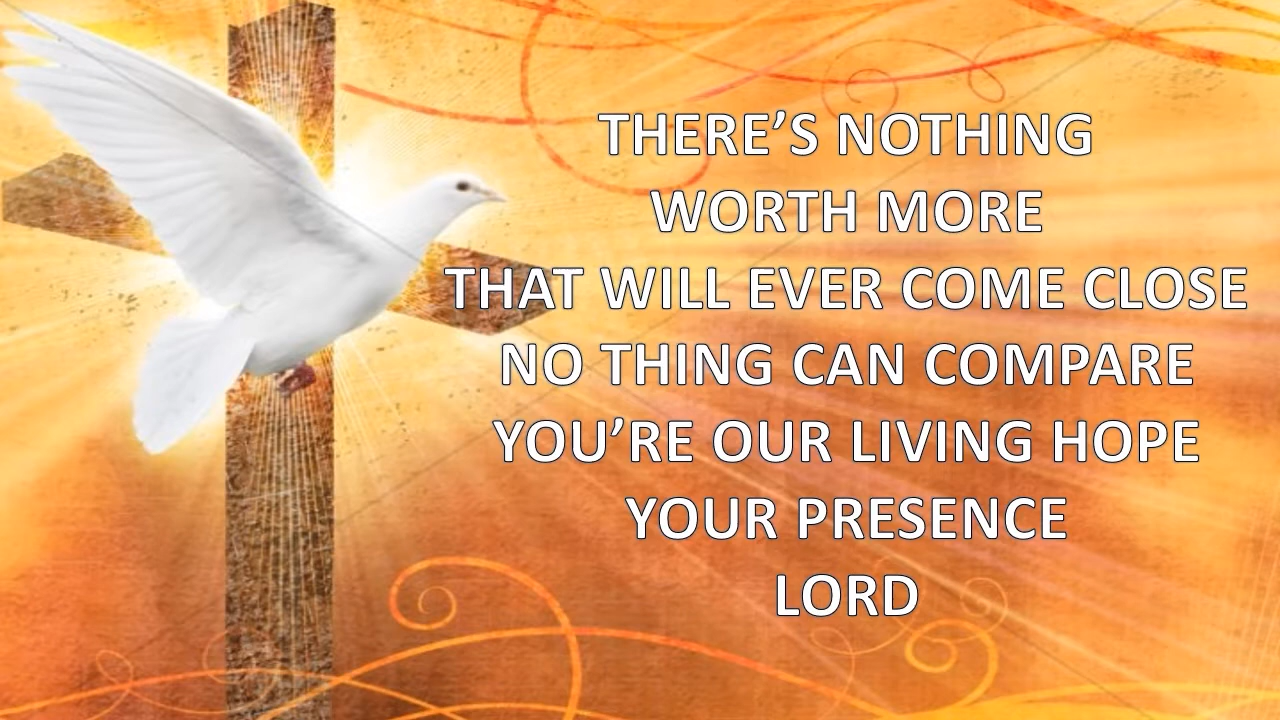 THERE’S NOTHING
WORTH MORE
THAT WILL EVER COME CLOSE
NO THING CAN COMPARE
YOU’RE OUR LIVING HOPE
YOUR PRESENCE
LORD